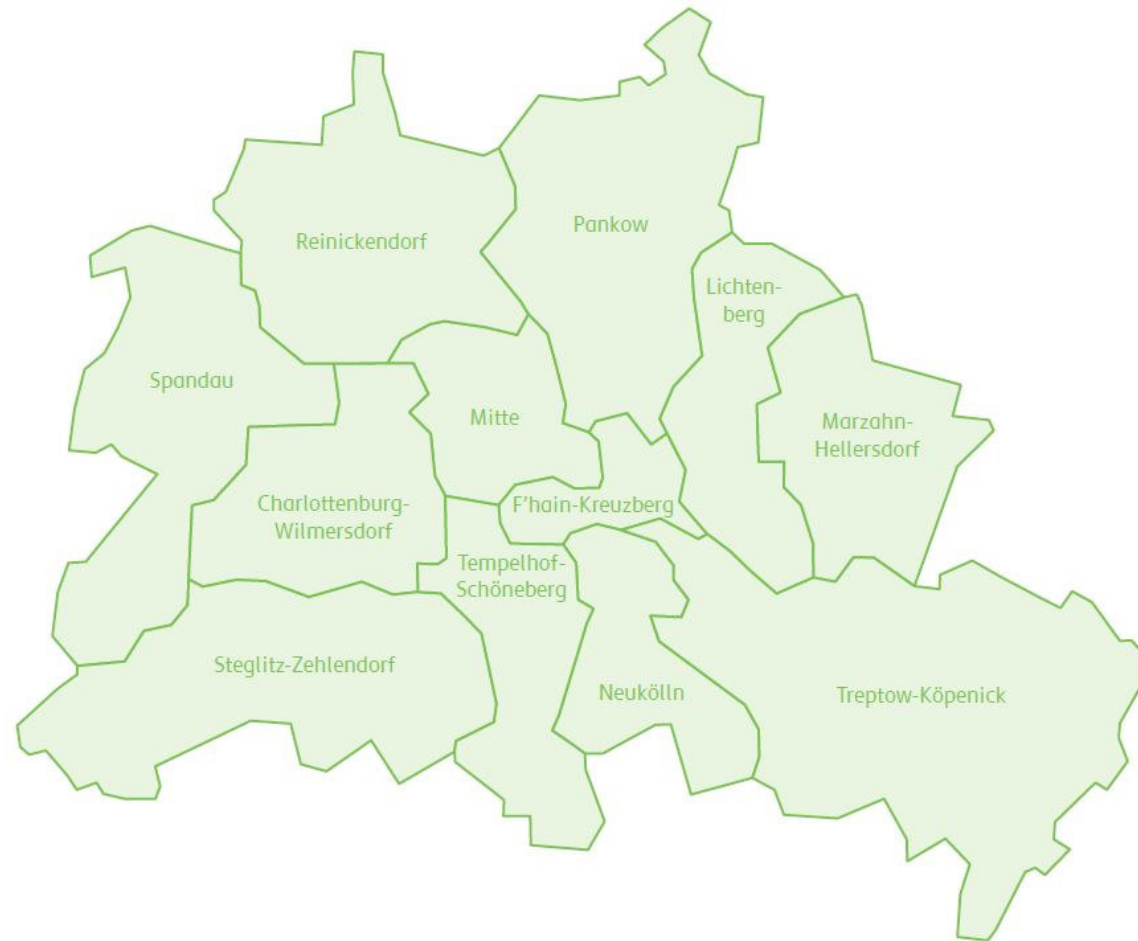 Pankow
Reinickendorf
Lichten-
berg
Spandau
Mitte
Marzahn-
Hellersdorf
Charlottenburg-
Wilmersdorf
F'hain-Kreuzberg
Tempelhof-
Schöneberg
Steglitz-Zehlendorf
Neukölln
Treptow-Köpenick